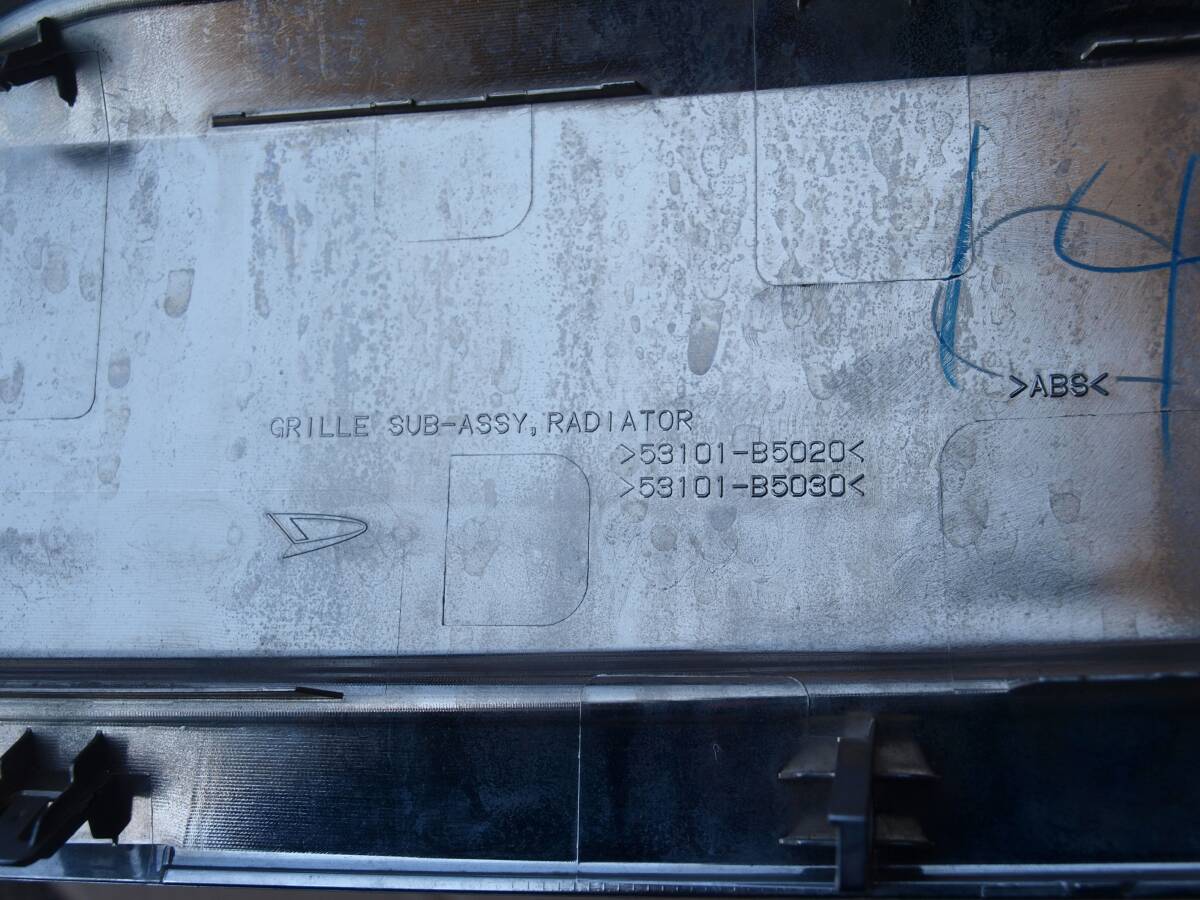 >ABS<
GRILLE SUB-ASSY, RADIATOR
>53101-B5020<
>53101-B5030<